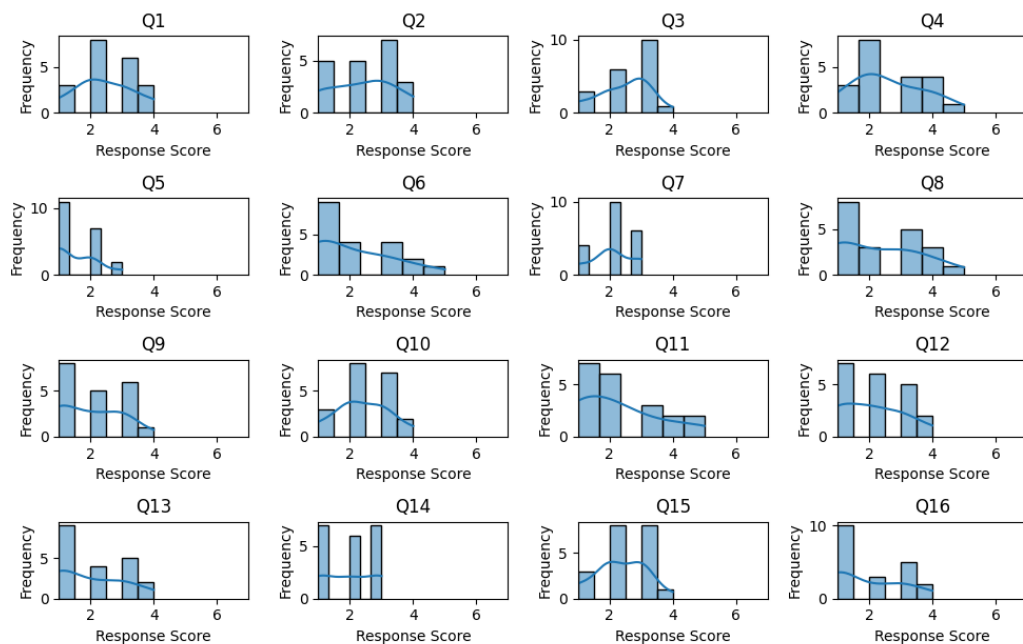 Q1 Q2 Q3 Q4
Frequency 5 0 Frequency 5 0 Frequency 10 5 0 Frequency 5 0
2 4 6 2 4 6 2 4 6 2 4 6
Response Score Response Score Response Score Response Score
Q5 Q6 Q7 Q8
Frequency 10 5 0 Frequency 5 0 Frequency 10 5 0 Frequency 5 0
2 4 6 2 4 6 2 4 6 2 4 6
Response Score Response Score Response Score Response Score
Q9 Q10 Q11 Q12
Frequency 5 0 Frequency 5 0 Frequency 5 0 Frequency 5 0
2 4 6 2 4 6 2 4 6 2 4 6
Response Score Response Score Response Score Response Score
Q13 Q14 Q15 Q16
Frequency 5 0 Frequency 5 0 Frequency 5 0 Frequency 10 5 0
2 4 6 2 4 6 2 4 6 2 4 6
Response Score Response Score Response Score Response Score